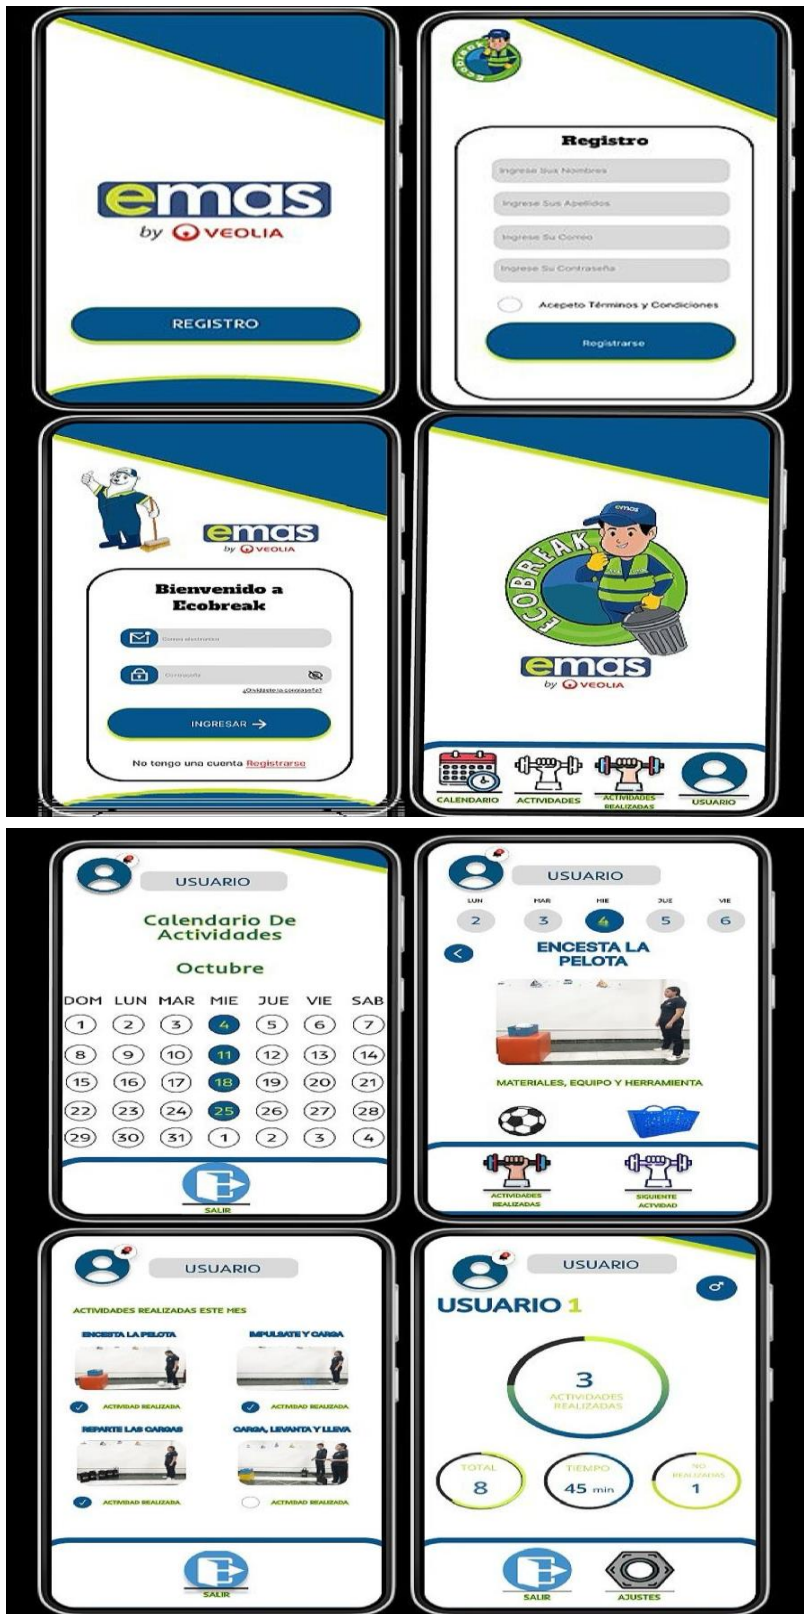 emas
by VEOLIA
REGISTRO
ECOBREAK
Registro
Ingrese Sus Nombres
Ingrese Sus Apellidos
Ingrese Su Correo
Ingrese Su Contraseña
Acepeto Términos y Condiciones
Registrarse
emas
by VEOLIA
Bienvenido a
Ecobreak
Correo electronico
Contraseña
¿Olvidaste la contraseña?
INGRESAR →
No tengo una cuenta Registrarse
emas
ECOBREAK
emas
by VEOLIA
CALENDARIO
ACTIVIDADES
ACTIVIDADES
REALIZADAS
USUARIO
USUARIO
Calendario De
Actividades
Octubre
DOM LUN MAR MIE JUE VIE SAB
1 2 3 4 5 6 7
8 9 10 11 12 13 14
15 16 17 18 19 20 21
22 23 24 25 26 27 28
29 30 31 1 2 3 4
SALIR
USUARIO
LUN MAR MIE JUE VIE
2 3 4 5 6
ENCESTA LA
PELOTA
MATERIALES, EQUIPO Y HERRAMIENTA
ACTIVIDADES
REALIZADAS
SIGUIENTE
ACTVIDAD
USUARIO
ACTIVIDADES REALIZADAS ESTE MES
ENCESTA LA PELOTA
IMPULSATE Y CARGA
ACTIVIDAD REALIZADA
ACTIVIDAD REALIZADA
REPARTE LAS CARGAS
CARGA, LEVANTA Y LLEVA
ACTIVIDAD REALIZADA
ACTIVIDAD REALIZADA
SALIR
USUARIO
USUARIO 1
3
ACTIVIDADES
REALIZADAS
TOTAL
8
TIEMPO
45 min
NO
REALIZADAS
1
SALIR
AJUSTES